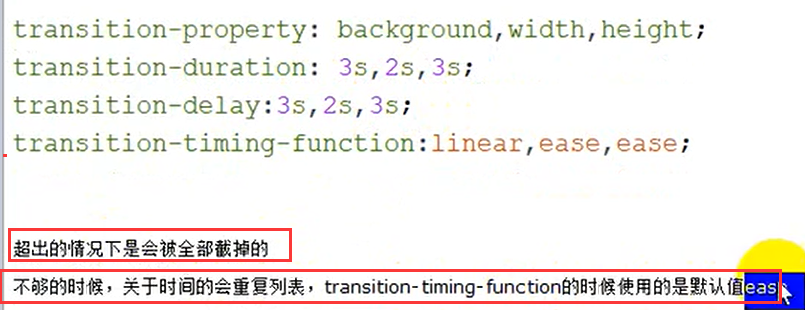 transition-property: background,width,height;
transition-duration: 3s,2s,3s;
transition-delay:3s,2s,3s;
transition-timing-function:linear,ease,ease;
超出的情况下是会被全部截掉的
不够的时候，关于时间的会重复列表，transition-timing-function的时候使用的是默认值eas